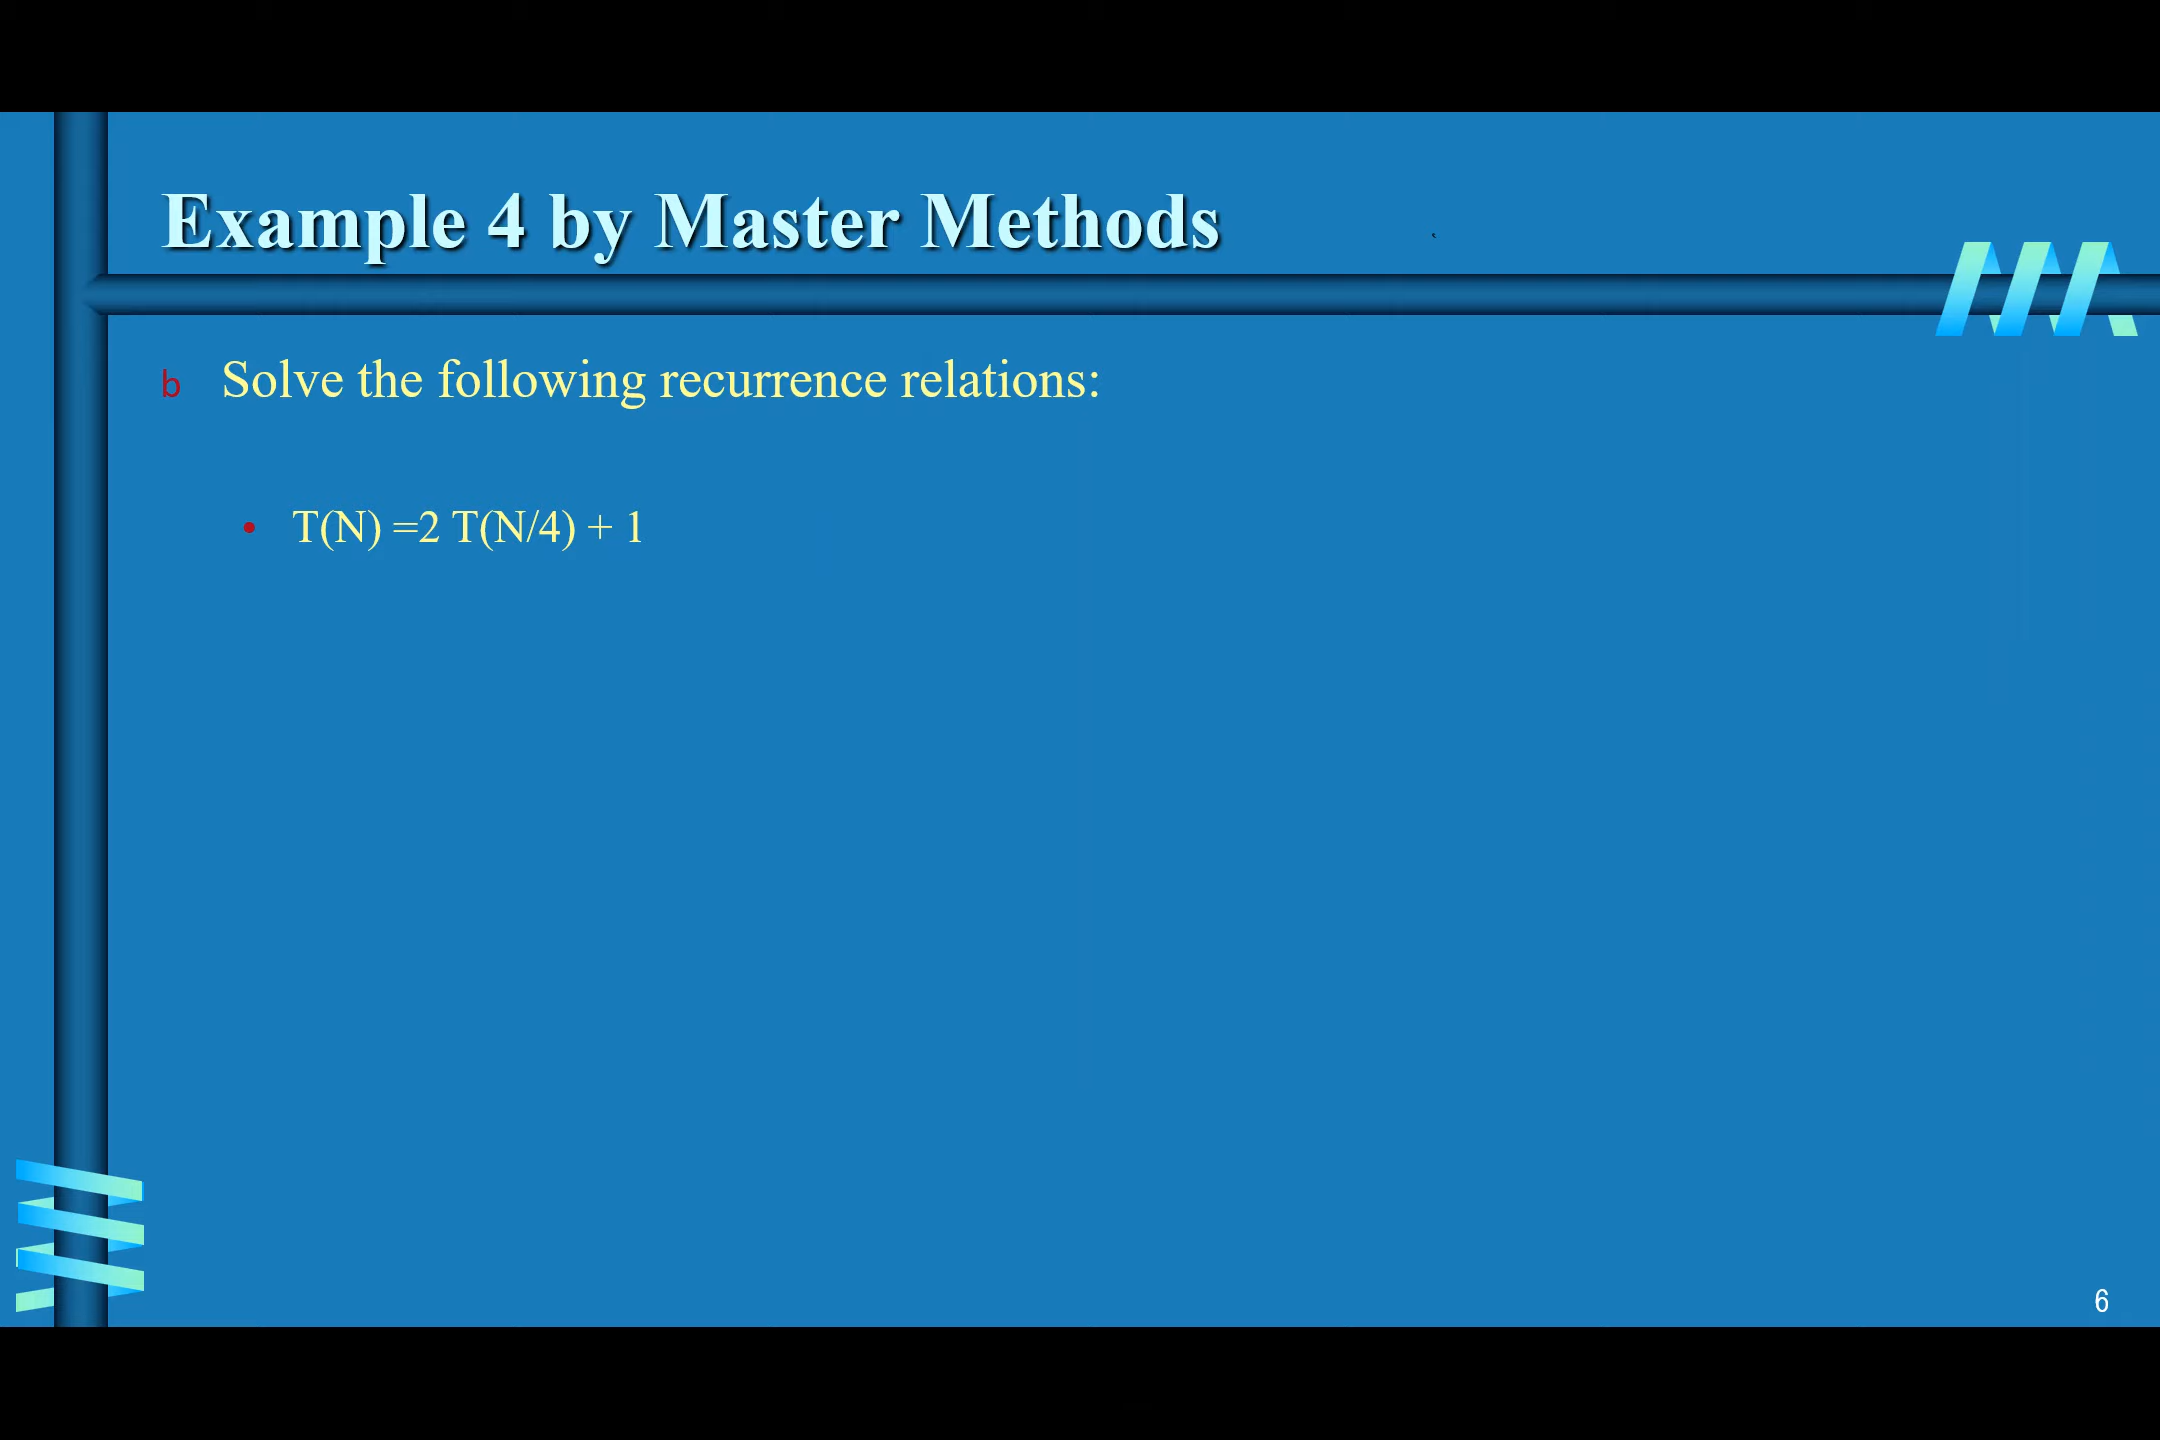 Example 4 by Master Methods
b Solve the following recurrence relations:
• T(N) =2 T(N/4) + 1
6